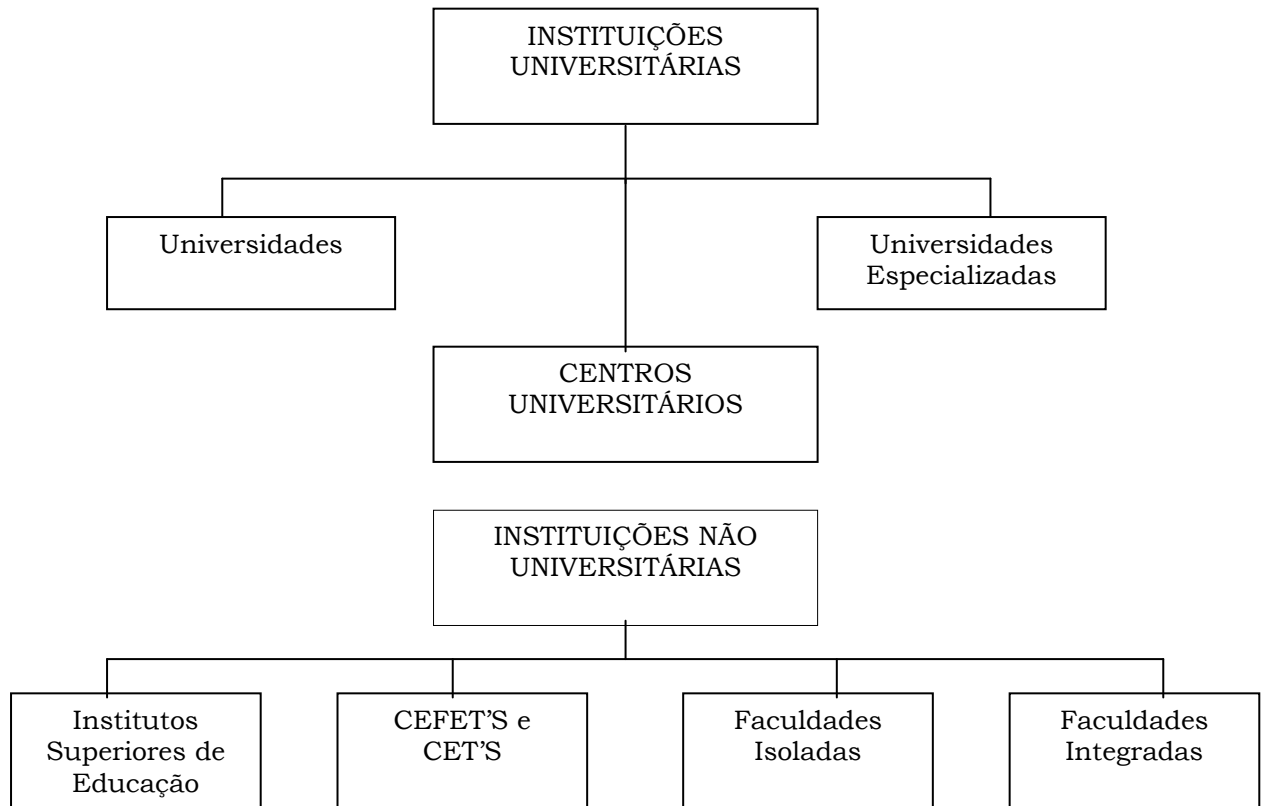 INSTITUIÇÕES
UNIVERSITÁRIAS
Universidades
Universidades
Especializadas
CENTROS
UNIVERSITÁRIOS
INSTITUIÇÕES NÃO
UNIVERSITÁRIAS
Institutos
Superiores de
Educação
CEFET’S e
CET’S
Faculdades
Isoladas
Faculdades
Integradas